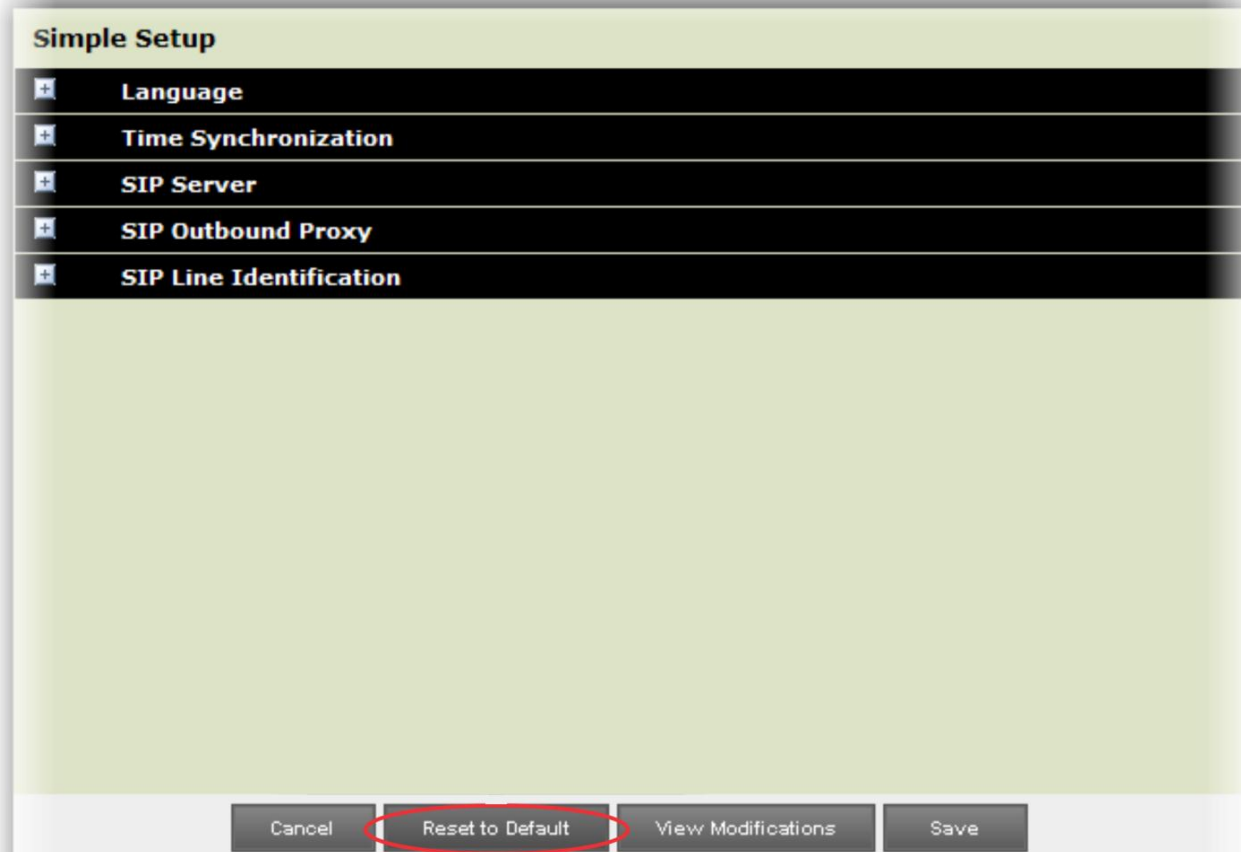 Simple Setup
Language
Time Synchronization
SIP Server
SIP Outbound Proxy
SIP Line Identification
Cancel
Reset to Default
View Modifications
Save